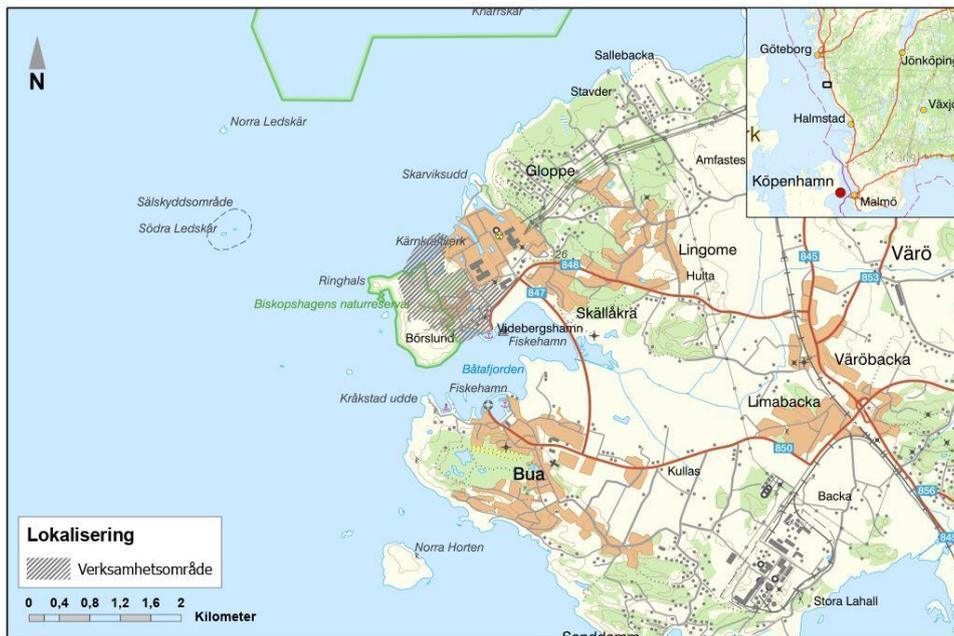 Knarrskär
N
Norra Ledskär
Sälskyddsområde
Södra Ledskär
Sallebacka
Stavder
Amfastes
Gloppe
Skarviksudd
Kärnkraftverk
Lingome
Hulta
26
848
847
Ringhals
Biskopshagens naturreservat
Börslund
Videbergshamn
Fiskehamn
Skällåkra
Båtafjorden
Fiskehamn
Kråkstad udde
Bua
Kullas
850
Limabacka
Väröbacka
845
853
Värö
856
Backa
Stora Lahall
Norra Horten
Göteborg
Jönköping
Halmstad
Växjö
Köpenhamn
Malmö
rk
Lokalisering
Verksamhetsområde
0 0,4 0,8 1,2 1,6 2
Kilometer